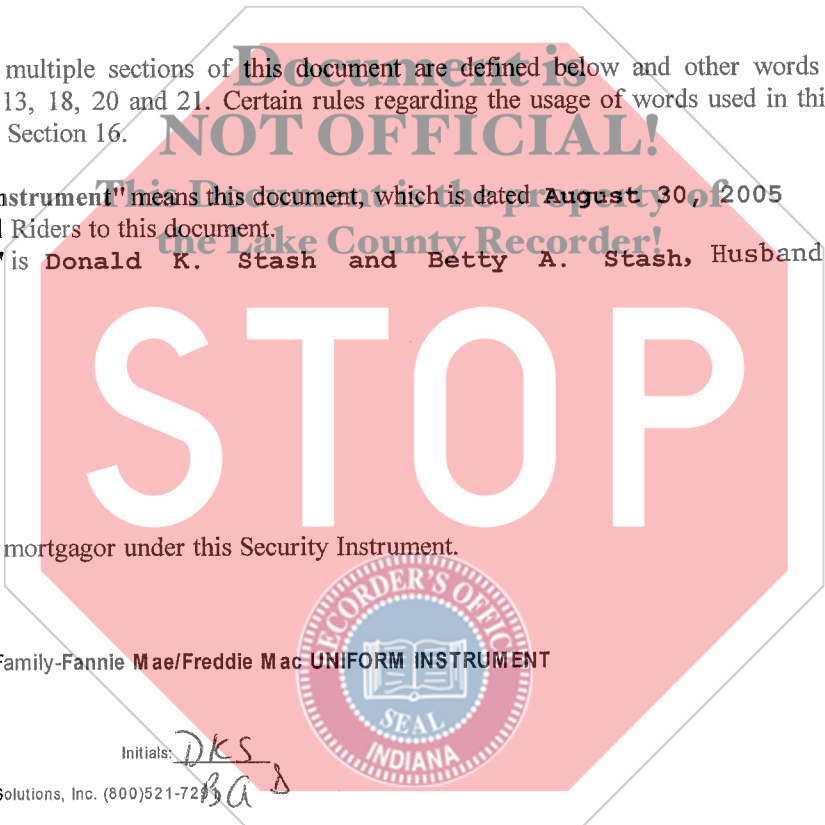 multiple sections of this document are defined below and other words
13, 18, 20 and 21. Certain rules regarding the usage of words used in thi
Section 16.
Document is
NOT OFFICIAL!
This Document is the property of
the Lake County Recorder!
nstrument" means this document, which is dated August 30, 2005
Riders to this document.
" is Donald K. Stash and Betty A. Stash, Husband
STOP
mortgagor under this Security Instrument.
RECORDER'S OFFICE
SEAL
INDIANA
Family-Fannie Mae/Freddie Mac UNIFORM INSTRUMENT
Initials: DKS
Solutions, Inc. (800)521-72